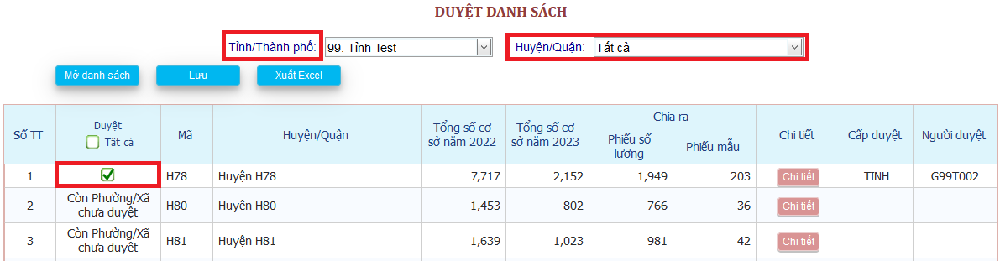 DUYỆT DANH SÁCH
Tỉnh/Thành phố: 99. Tỉnh Test Huyện/Quận: Tất cả
Mở danh sách Lưu Xuất Excel
Số TT Duyệt Tất cả Mã Huyện/Quận Tổng số cơ sở năm 2022 Tổng số cơ sở năm 2023 Chia ra Phiếu số lượng Phiếu mẫu Chi tiết Cấp duyệt Người duyệt
1 H78 Huyện H78 7,717 2,152 1,949 203 Chi tiết TINH G99T002
2 Còn Phường/Xã chưa duyệt H80 Huyện H80 1,453 802 766 36 Chi tiết
3 Còn Phường/Xã chưa duyệt H81 Huyện H81 1,639 1,023 981 42 Chi tiết